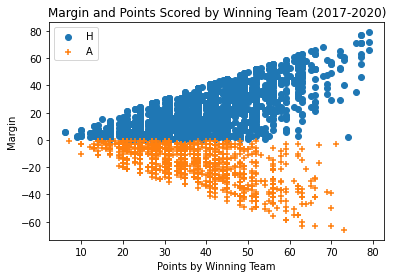 Margin and Points Scored by Winning Team (2017-2020)
H
A
80
60
40
20
0
−20
−40
−60
Margin
10 20 30 40 50 60 70 80
Points by Winning Team